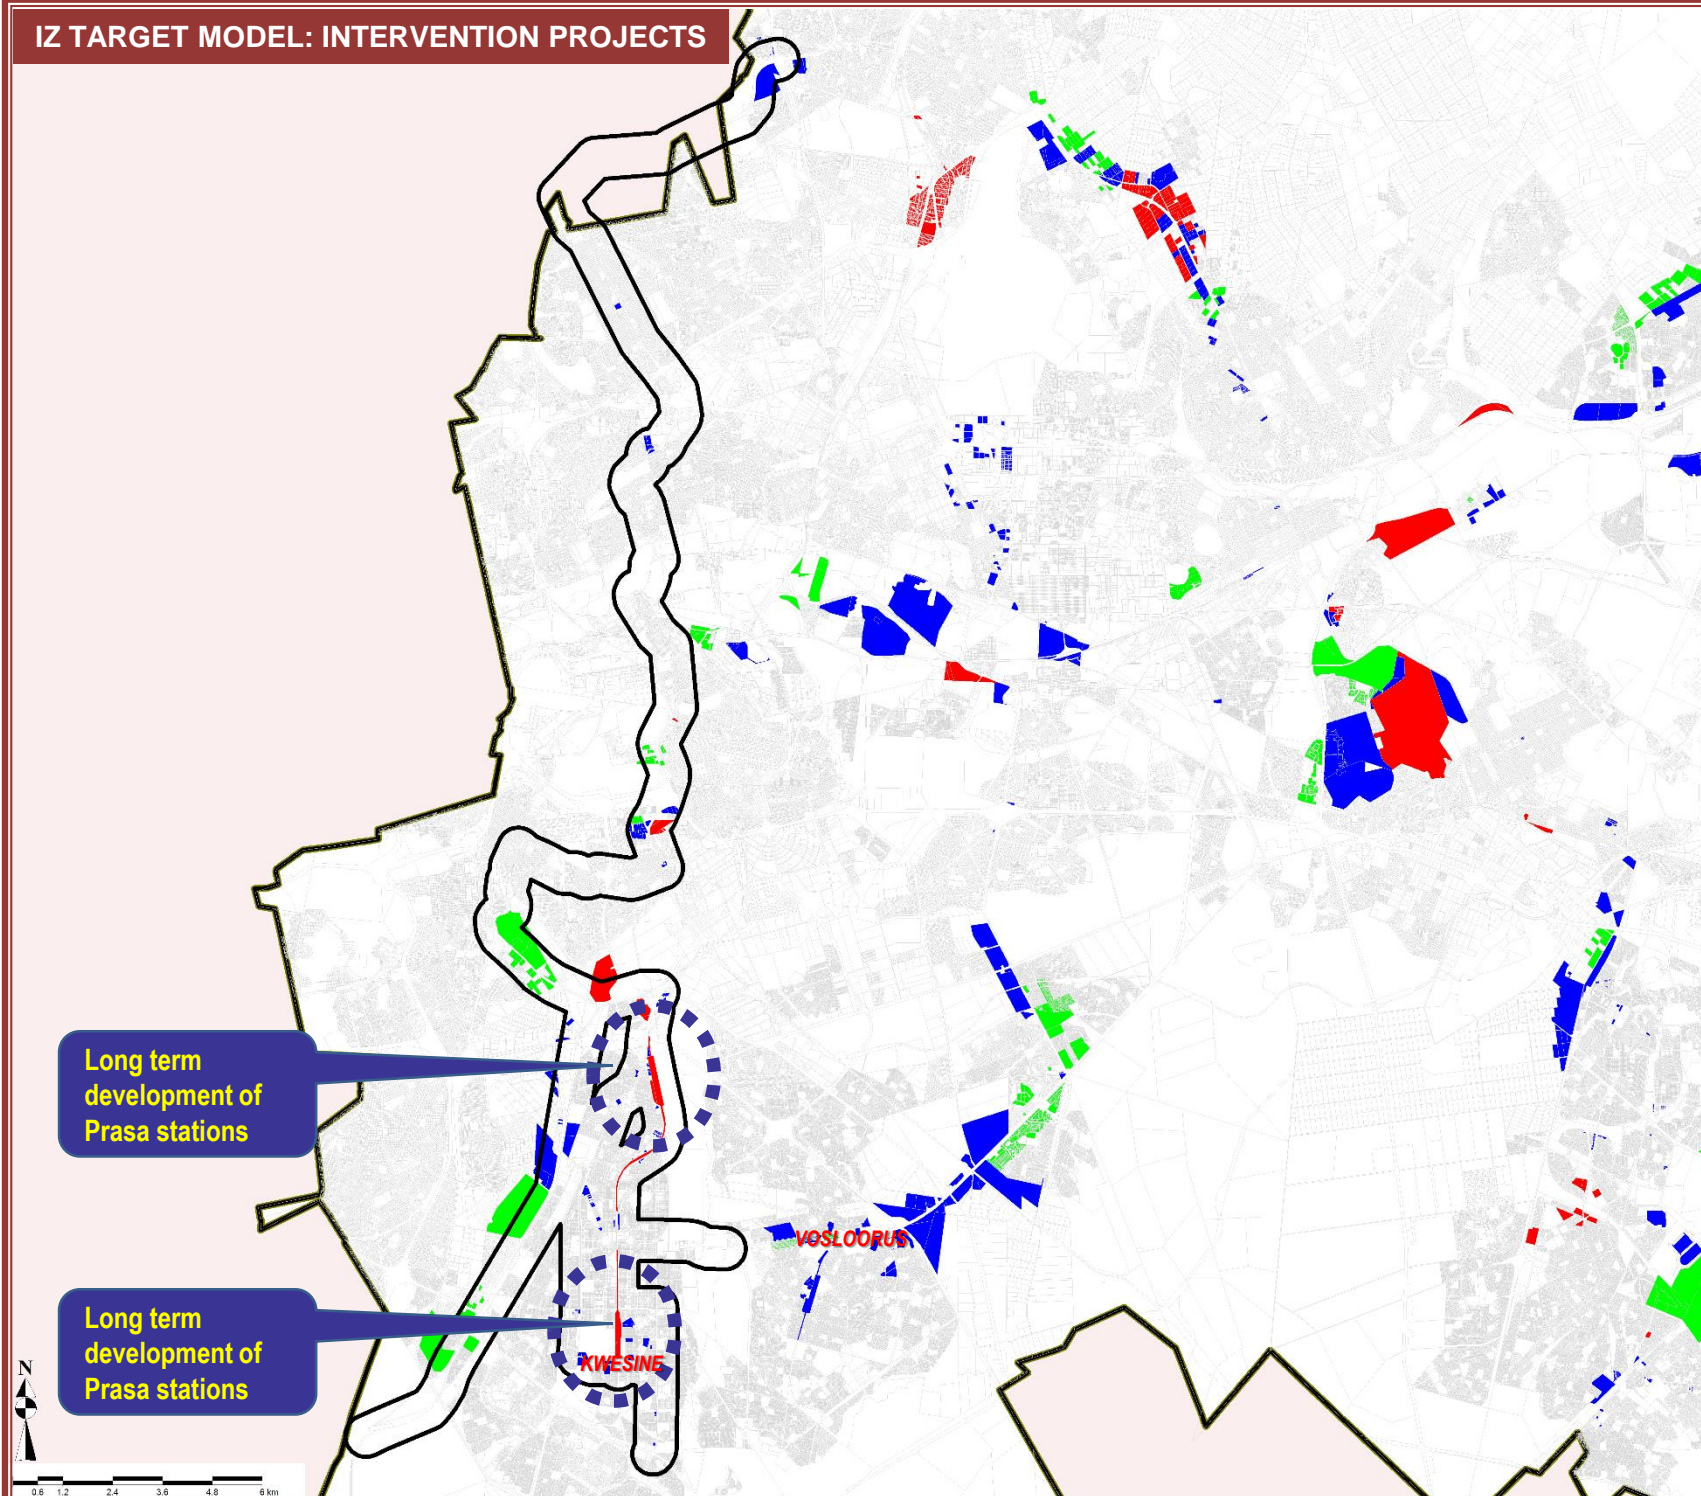 IZ TARGET MODEL: INTERVENTION PROJECTS
Long term
development of
Prasa stations
VOSLOORUS
Long term
development of
Prasa stations
KWESINE
N
0.6 1.2 2.4 3.6 4.8 6 km